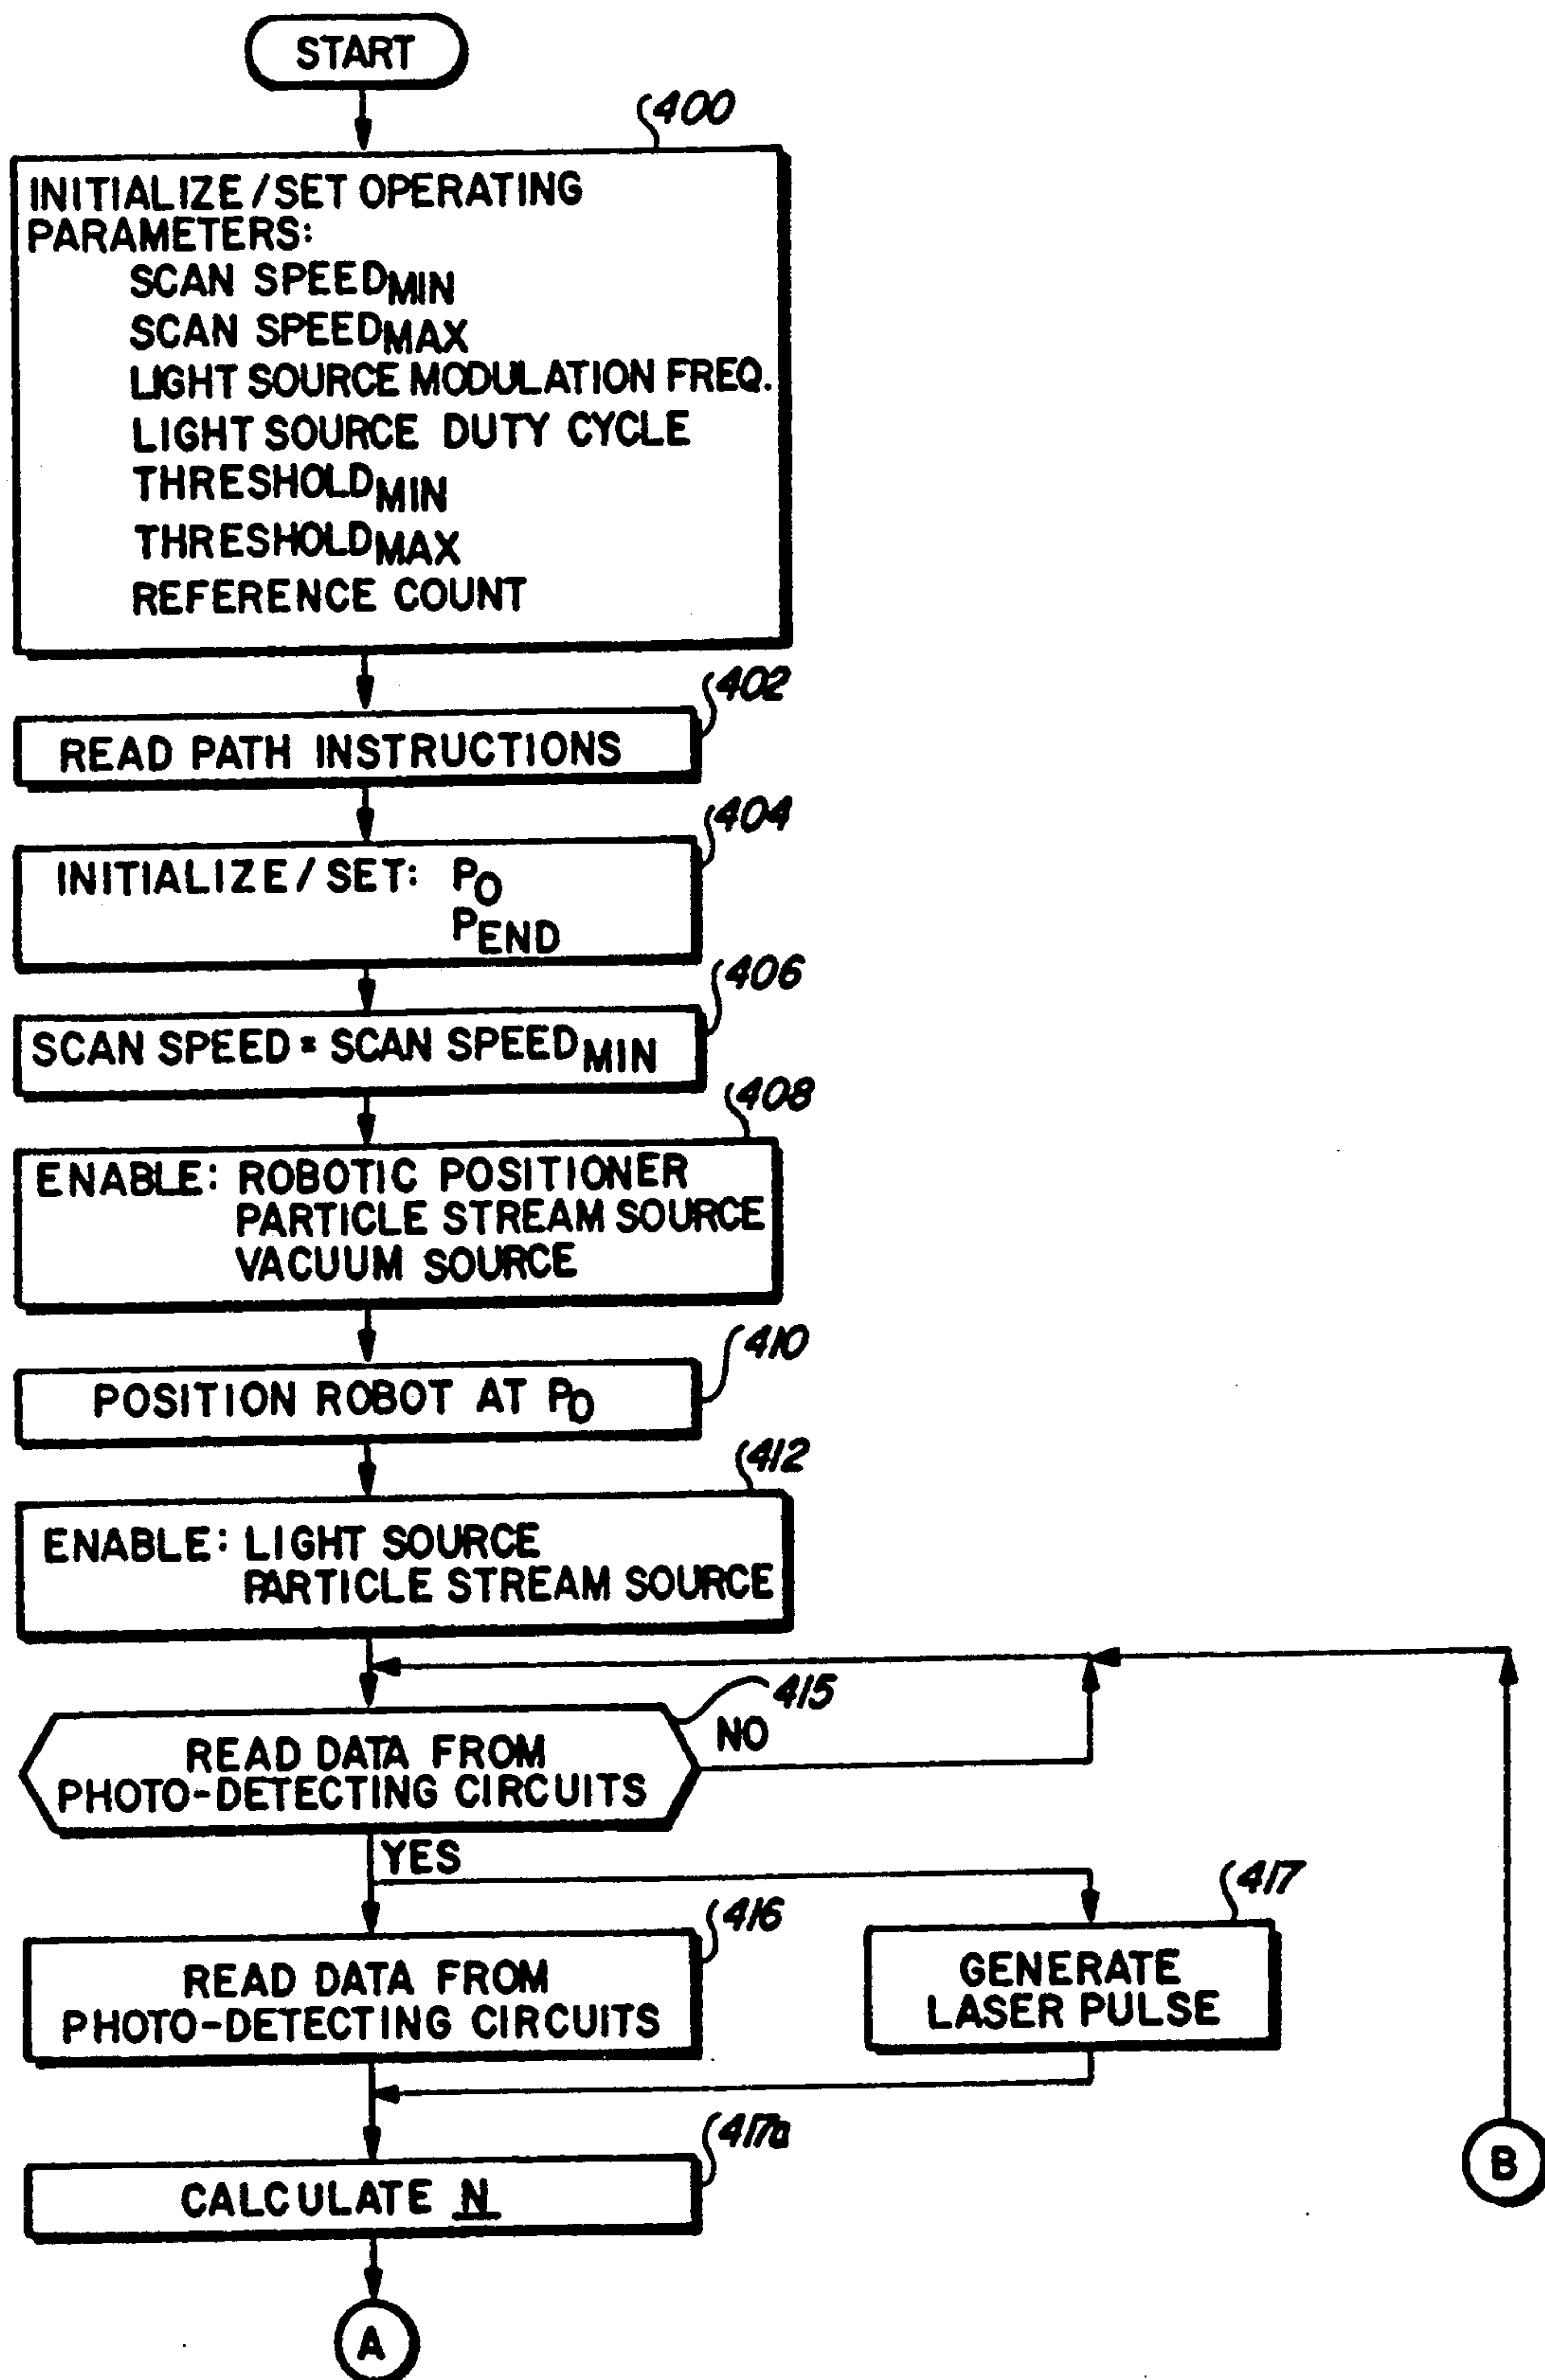 START
400
INITIALIZE/SET OPERATING
PARAMETERS:
SCAN SPEEDMIN
SCAN SPEEDMAX
LIGHT SOURCE MODULATION FREQ.
LIGHT SOURCE DUTY CYCLE
THRESHOLDMIN
THRESHOLDMAX
REFERENCE COUNT
402
READ PATH INSTRUCTIONS
404
INITIALIZE/SET: PO
PEND
406
SCAN SPEED = SCAN SPEEDMIN
408
ENABLE: ROBOTIC POSITIONER
PARTICLE STREAM SOURCE
VACUUM SOURCE
410
POSITION ROBOT AT PO
412
ENABLE: LIGHT SOURCE
PARTICLE STREAM SOURCE
415
READ DATA FROM
PHOTO-DETECTING CIRCUITS
NO
YES
416
READ DATA FROM
PHOTO-DETECTING CIRCUITS
417
GENERATE
LASER PULSE
417a
CALCULATE N
B
A